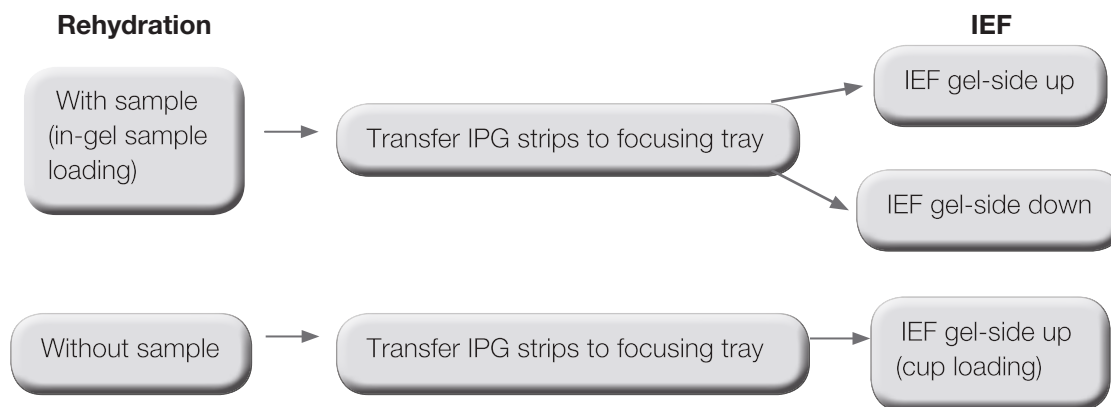 Rehydration
IEF
With sample
(in-gel sample
loading)
Transfer IPG strips to focusing tray
IEF gel-side up
IEF gel-side down
Without sample
Transfer IPG strips to focusing tray
IEF gel-side up
(cup loading)